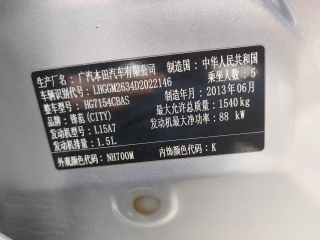 生产厂名：广汽本田汽车有限公司 制造国：中华人民共和国
车辆识别代号：LHGGM2634D2022146 乘坐人数：5
整车型号：HG7154CBAS 制造年月：2013年06月
品牌：锋范(CITY) 最大允许总质量：1540kg
发动机型号：L15A7 发动机最大净功率：88 kW
发动机排量：1.5L
外观颜色代码：NH700M 内饰颜色代码：K